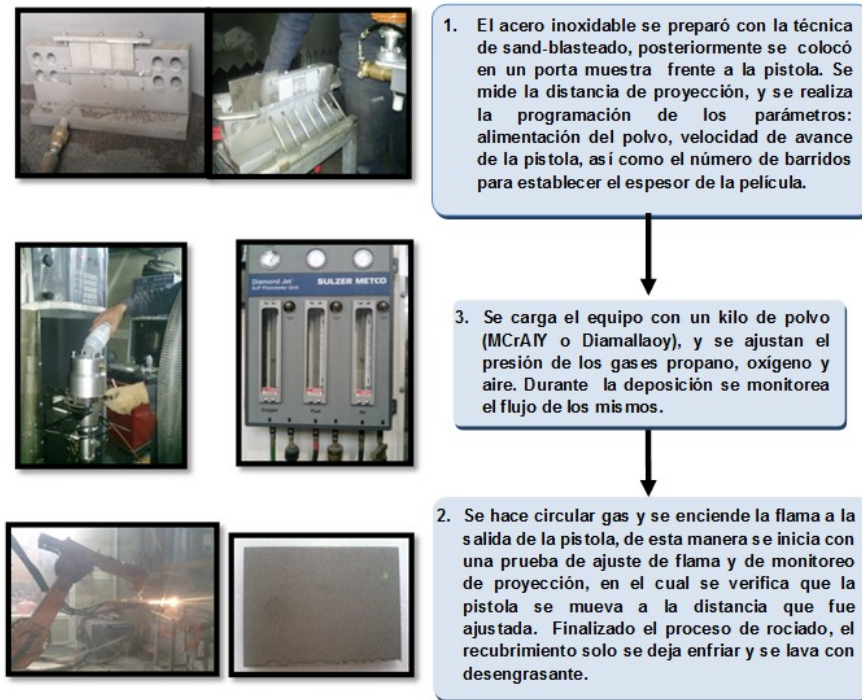 1. El acero inoxidable se preparó con la técnica
de sand-blasteado, posteriormente se colocó
en un porta muestra frente a la pistola. Se
mide la distancia de proyección, y se realiza
la programación de los parámetros:
alimentación del polvo, velocidad de avance
de la pistola, así como el número de barridos
para establecer el espesor de la película.
Diamond Jet
DJF Flowmeter Unit
SULZER METCO
Oxygen
Fuel
Air
3. Se carga el equipo con un kilo de polvo
(MCrAlY o Diamallaoy), y se ajustan el
presión de los gases propano, oxígeno y
aire. Durante la deposición se monitorea
el flujo de los mismos.
2. Se hace circular gas y se enciende la flama a la
salida de la pistola, de esta manera se inicia con
una prueba de ajuste de flama y de monitoreo
de proyección, en el cual se verifica que la
pistola se mueva a la distancia que fue
ajustada. Finalizado el proceso de rociado, el
recubrimiento solo se deja enfriar y se lava con
desengrasante.